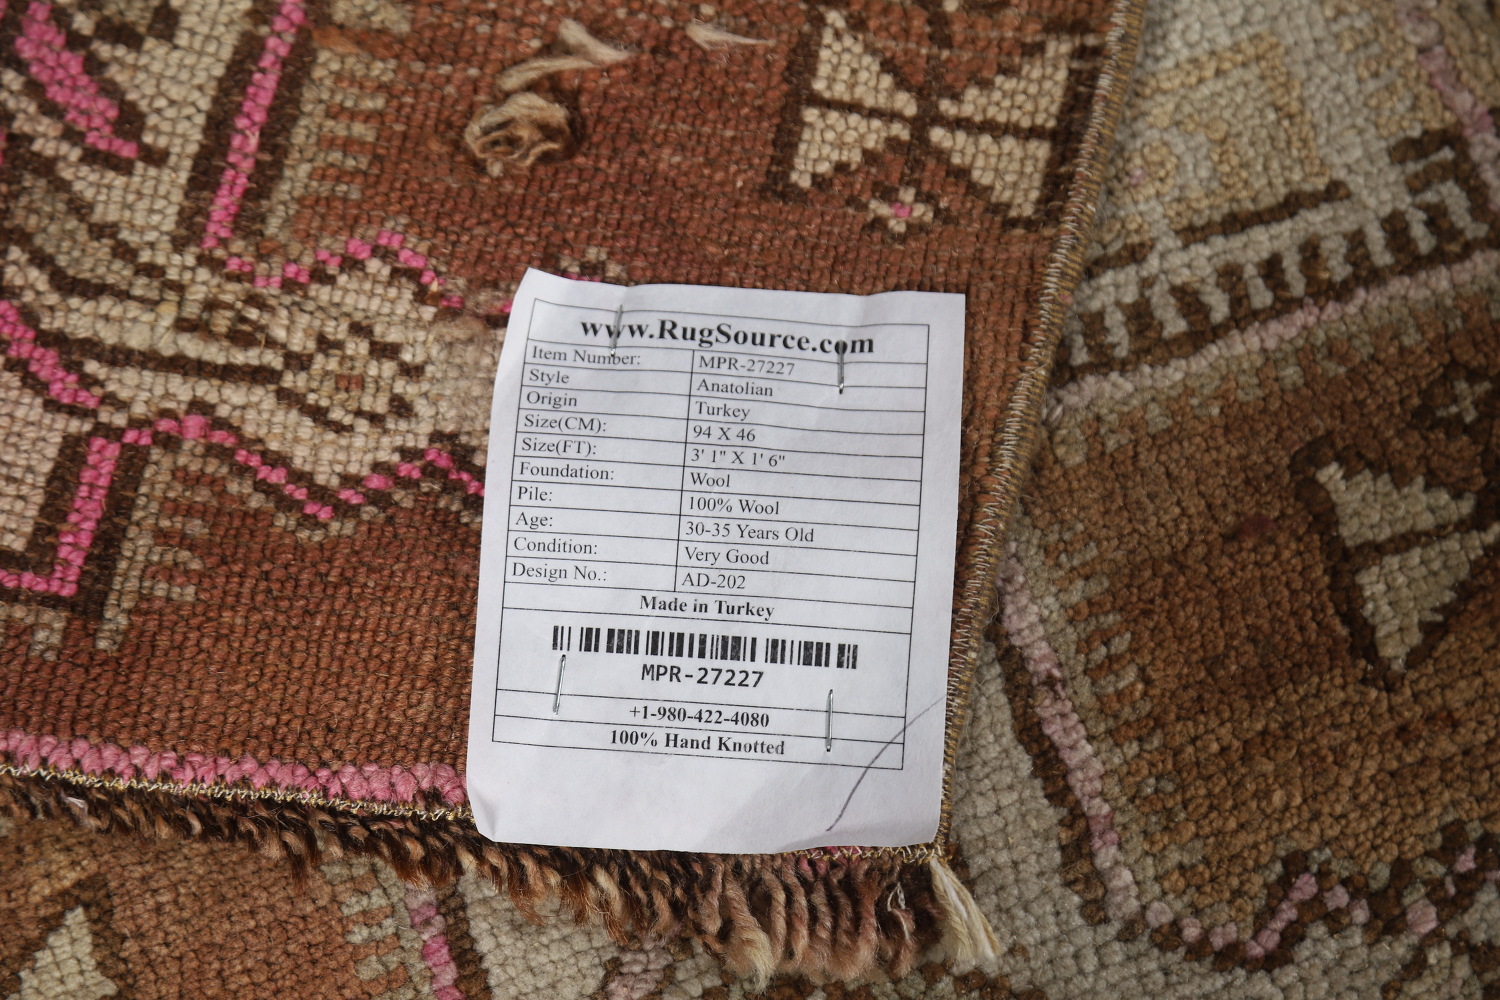 www.RugSource.com
Item Number: MPR-27227
Style Anatolian
Origin Turkey
Size(CM): 94 X 46
Size(FT): 3' 1" X 1' 6"
Foundation: Wool
Pile: 100% Wool
Age: 30-35 Years Old
Condition: Very Good
Design No.: AD-202
Made in Turkey
MPR-27227
+1-980-422-4080
100% Hand Knotted